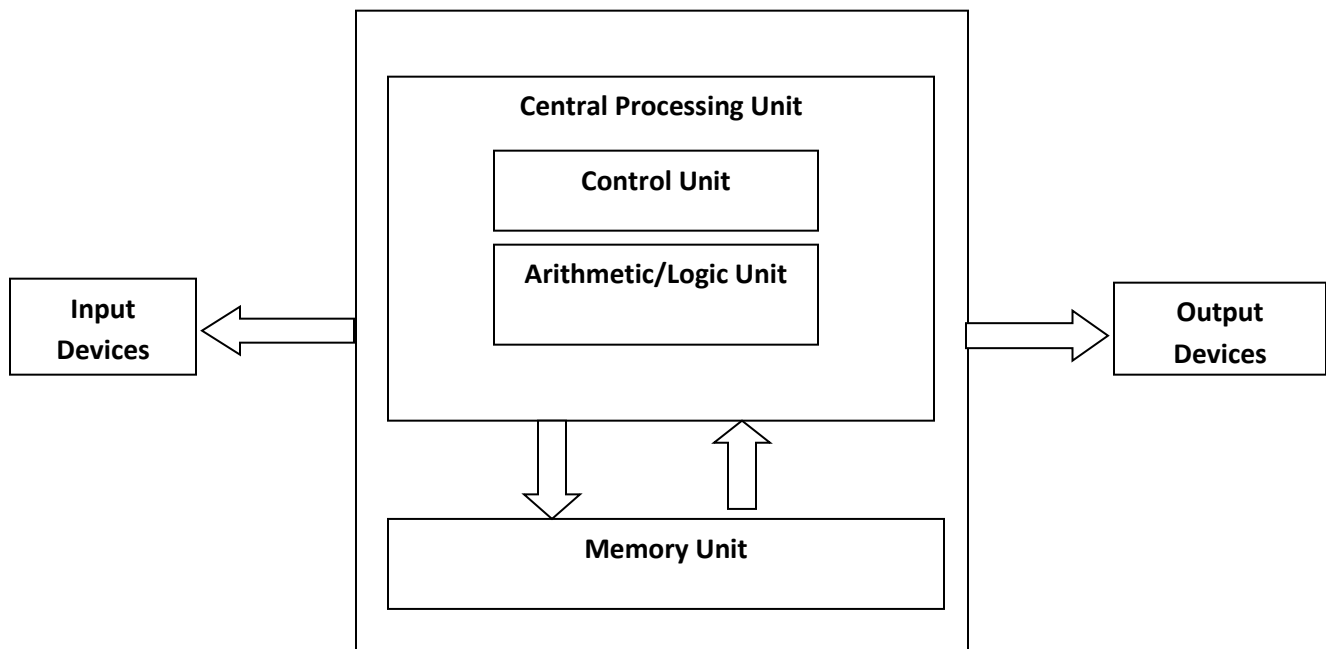 Central Processing Unit
Control Unit
Arithmetic/Logic Unit
Input
Devices
Output
Devices
Memory Unit